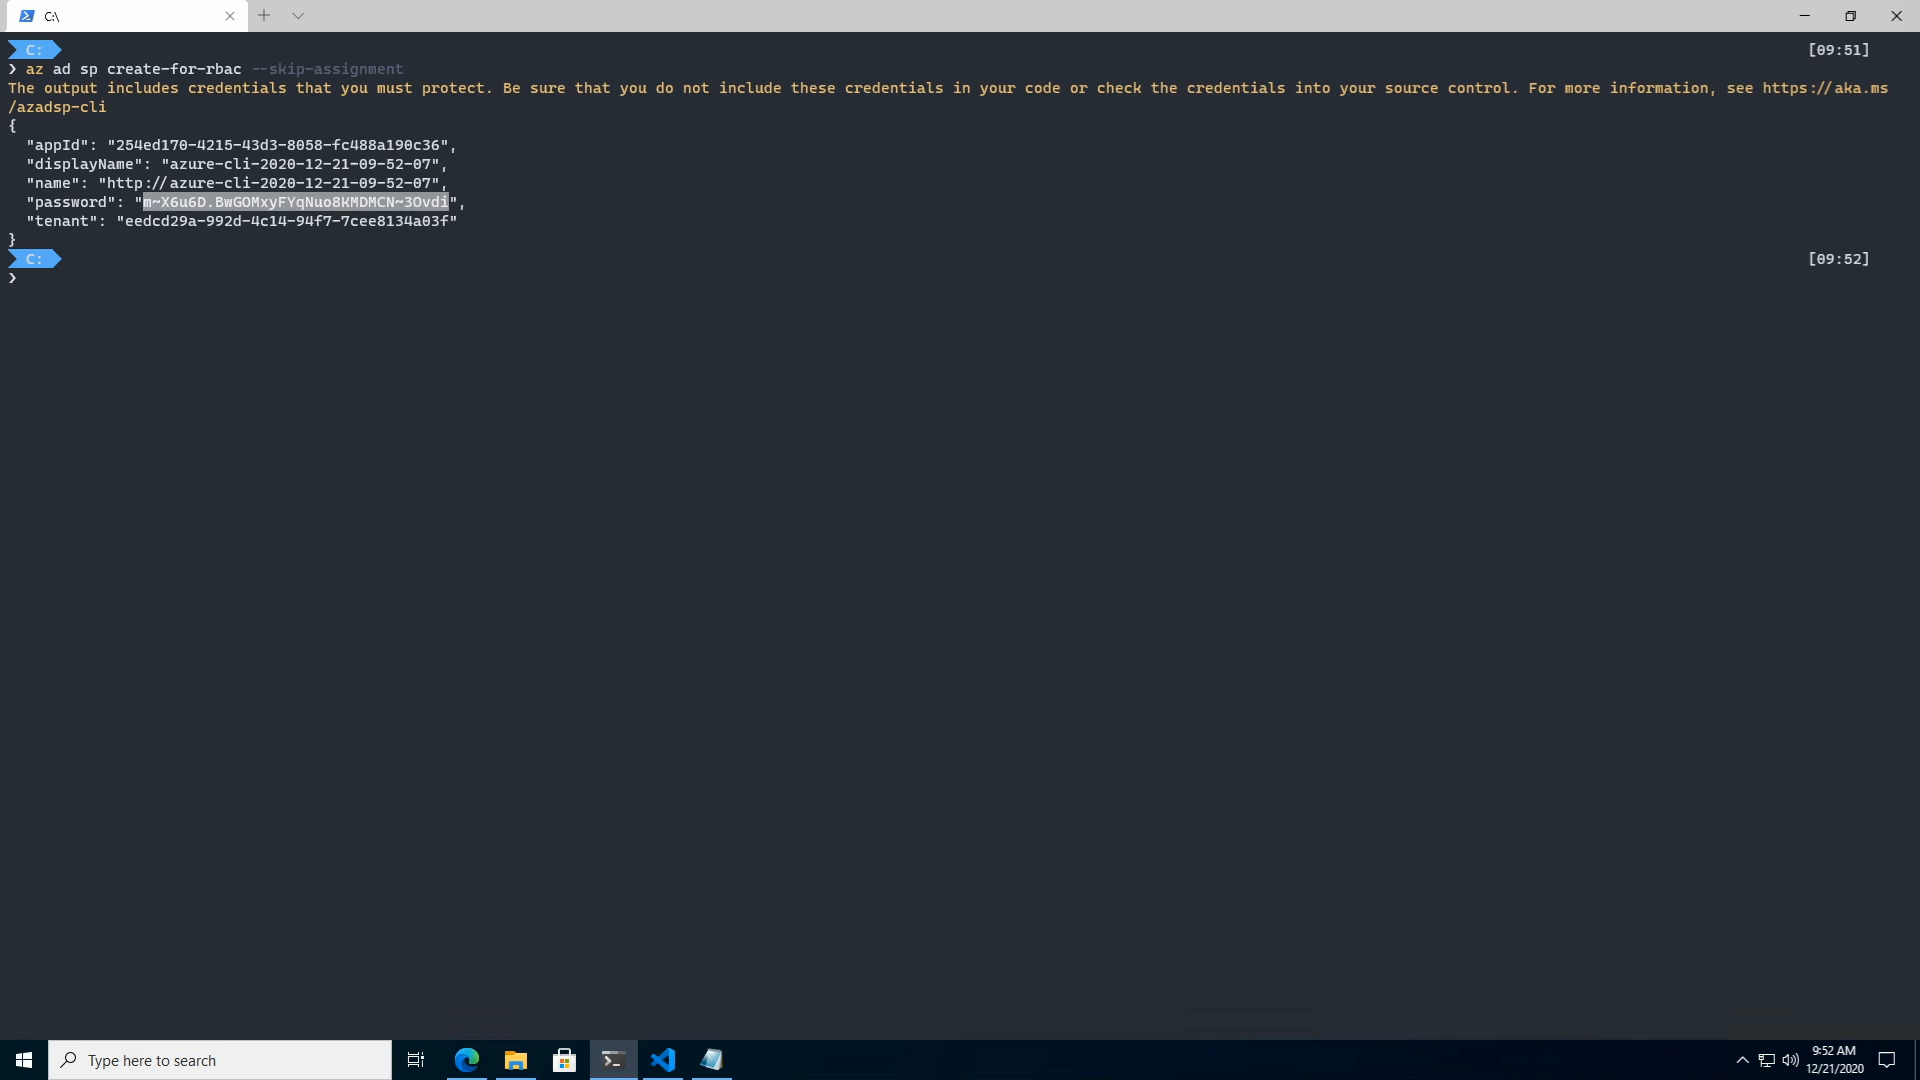 C:\
C:
[09:51]
❯ az ad sp create-for-rbac --skip-assignment
The output includes credentials that you must protect. Be sure that you do not include these credentials in your code or check the credentials into your source control. For more information, see https://aka.ms
/azadsp-cli
{
"appId": "254ed170-4215-43d3-8058-fc488a190c36",
"displayName": "azure-cli-2020-12-21-09-52-07",
"name": "http://azure-cli-2020-12-21-09-52-07",
"password": "m~X6u6D.BwGOMxyFYqNuo8KMDMCN~3Ovdi",
"tenant": "eedcd29a-992d-4c14-94f7-7cee8134a03f"
}
C:
[09:52]
❯
Type here to search
9:52 AM
12/21/2020